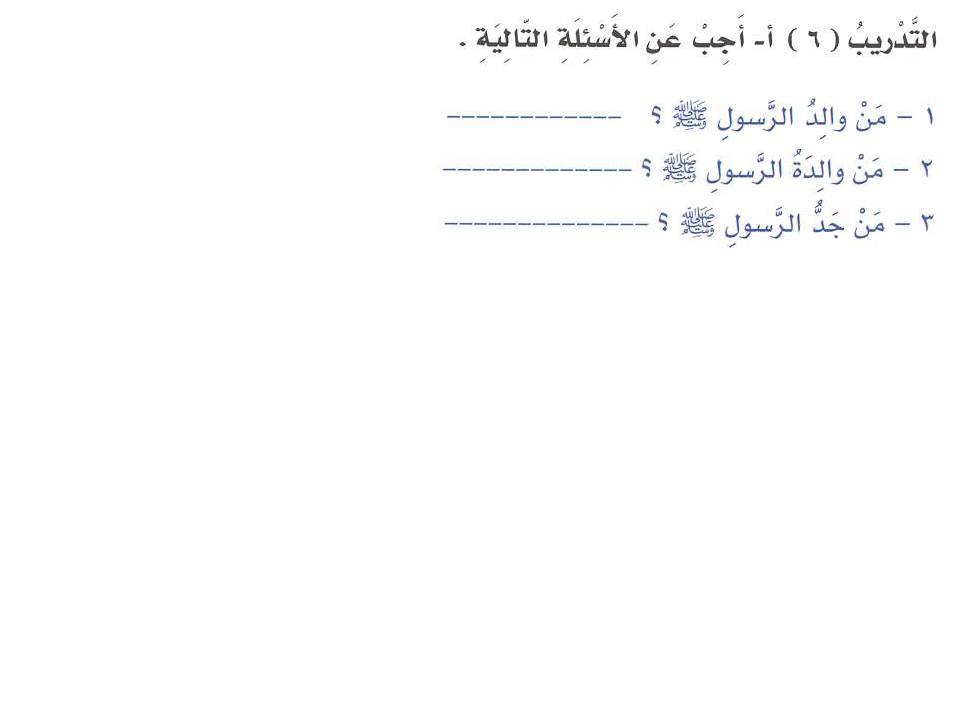 التَّدْرِيبُ ( ٦ ) أ- أَجِبْ عَنِ الأَسْئِلَةِ التّالِيَةِ .
١ – مَنْ والِدُ الرَّسولِ ﷺ ؟ ------------
٢ – مَنْ والِدَةُ الرَّسولِ ﷺ ؟ -------------
٣ – مَنْ جَدُّ الرَّسولِ ﷺ ؟ --------------